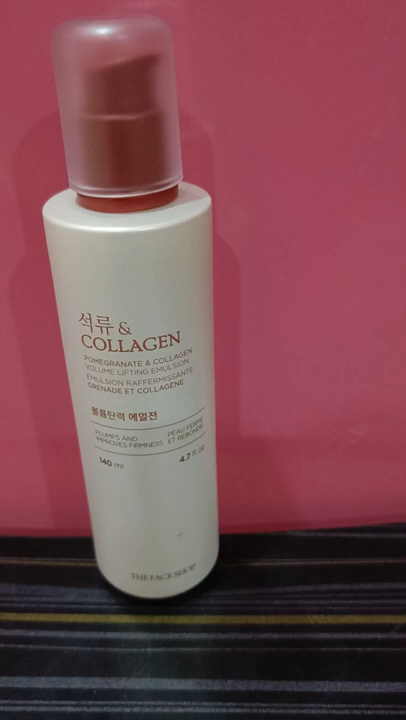 석류 &
COLLAGEN
POMEGRANATE & COLLAGEN
VOLUME LIFTING EMULSION
EMULSION RAFFERMISSANTE
GRENADE ET COLLAGÈNE
볼륨탄력 에멀전
PLUMPS AND
IMPROVES FIRMNESS
PEAU FERME
ET REBONDIE
140 ml
4.7 fl oz
THE FACE SHOP